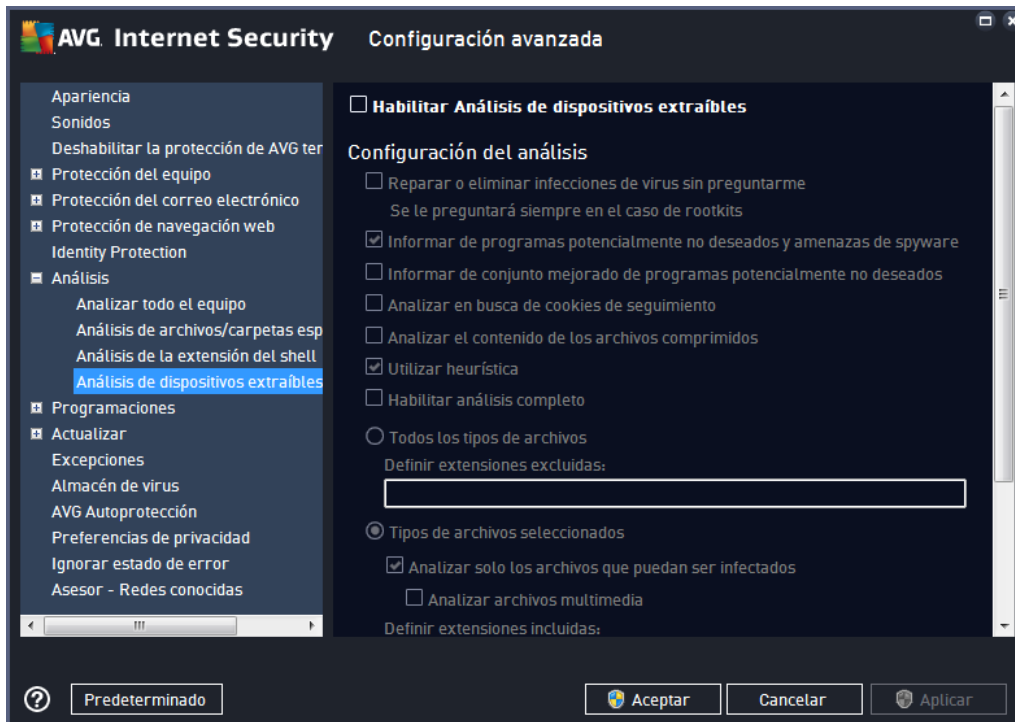 AVG Internet Security Configuración avanzada
Apariencia
Sonidos
Deshabilitar la protección de AVG ter
Protección del equipo
Protección del correo electrónico
Protección de navegación web
Identity Protection
Análisis
Analizar todo el equipo
Análisis de archivos/carpetas esp
Análisis de la extensión del shell
Análisis de dispositivos extraíbles
Programaciones
Actualizar
Excepciones
Almacén de virus
AVG Autoprotección
Preferencias de privacidad
Ignorar estado de error
Asesor - Redes conocidas
Habilitar Análisis de dispositivos extraíbles
Configuración del análisis
Reparar o eliminar infecciones de virus sin preguntarme
Se le preguntará siempre en el caso de rootkits
Informar de programas potencialmente no deseados y amenazas de spyware
Informar de conjunto mejorado de programas potencialmente no deseados
Analizar en busca de cookies de seguimiento
Analizar el contenido de los archivos comprimidos
Utilizar heurística
Habilitar análisis completo
Todos los tipos de archivos
Definir extensiones excluidas:
Tipos de archivos seleccionados
Analizar solo los archivos que puedan ser infectados
Analizar archivos multimedia
Definir extensiones incluidas:
? Predeterminado Aceptar Cancelar Aplicar